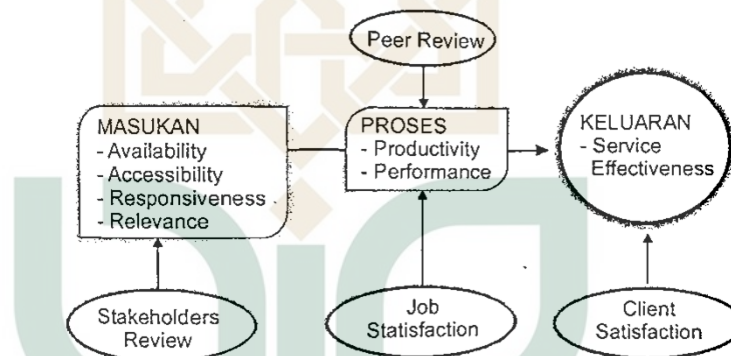 Peer Review
MASUKAN
- Availability
- Accessibility
- Responsiveness
- Relevance
PROSES
- Productivity
- Performance
KELUARAN
- Service
Effectiveness
Stakeholders
Review
Job
Statisfaction
Client
Satisfaction